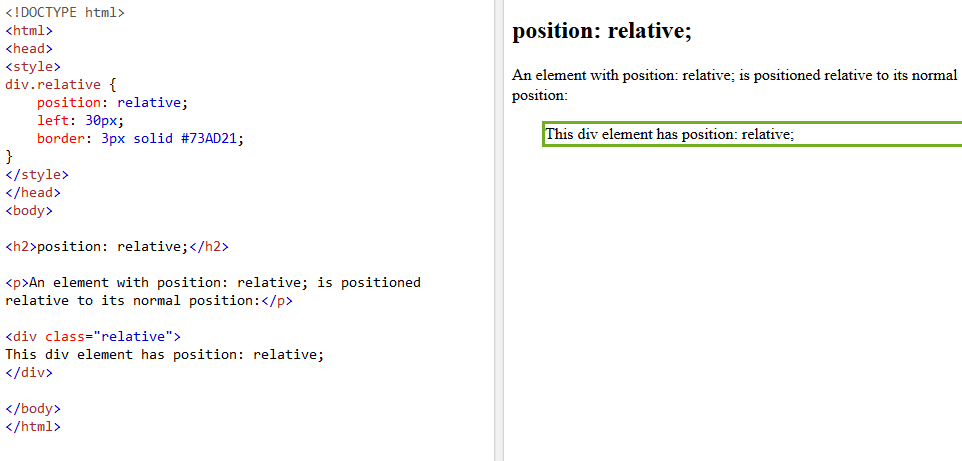 <!DOCTYPE html>
<html>
<head>
<style>
div.relative {
    position: relative;
    left: 30px;
    border: 3px solid #73AD21;
}
</style>
</head>
<body>

<h2>position: relative;</h2>

<p>An element with position: relative; is positioned
relative to its normal position:</p>

<div class="relative">
This div element has position: relative;
</div>

</body>
</html>

position: relative;
An element with position: relative; is positioned relative to its normal
position:
This div element has position: relative;